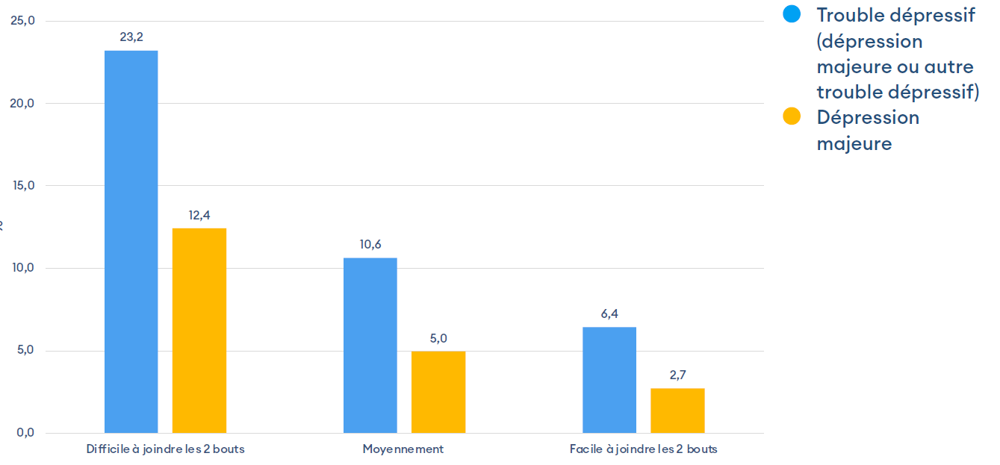 25,0
20,0
15,0
10,0
5,0
0,0
23,2
12,4
10,6
5,0
6,4
2,7
Difficile à joindre les 2 bouts
Moyennement
Facile à joindre les 2 bouts
Trouble dépressif
(dépression
majeure ou autre
trouble dépressif)
Dépression
majeure